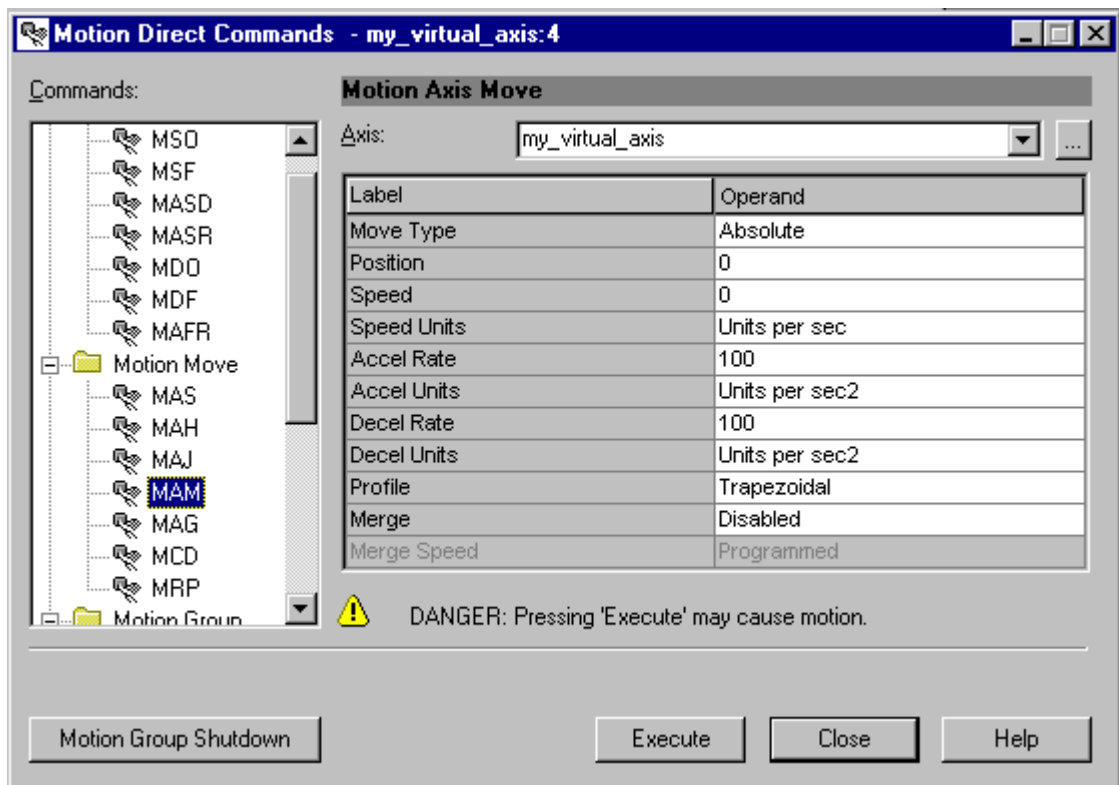 Motion Direct Commands - my_virtual_axis:4
Commands:
MSO
MSF
MASD
MASR
MDO
MDF
MAFR
Motion Move
MAS
MAH
MAJ
MAM
MAG
MCD
MRP
Motion Group
Motion Axis Move
Axis: my_virtual_axis ...
Label Operand
Move Type Absolute
Position 0
Speed 0
Speed Units Units per sec
Accel Rate 100
Accel Units Units per sec2
Decel Rate 100
Decel Units Units per sec2
Profile Trapezoidal
Merge Disabled
Merge Speed Programmed
DANGER: Pressing 'Execute' may cause motion.
Motion Group Shutdown Execute Close Help